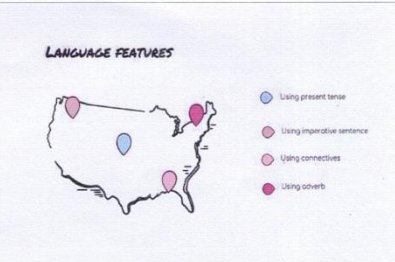 LANGUAGE FEATURES
Using present tense
Using imperative sentence
Using connectives
Using adverb